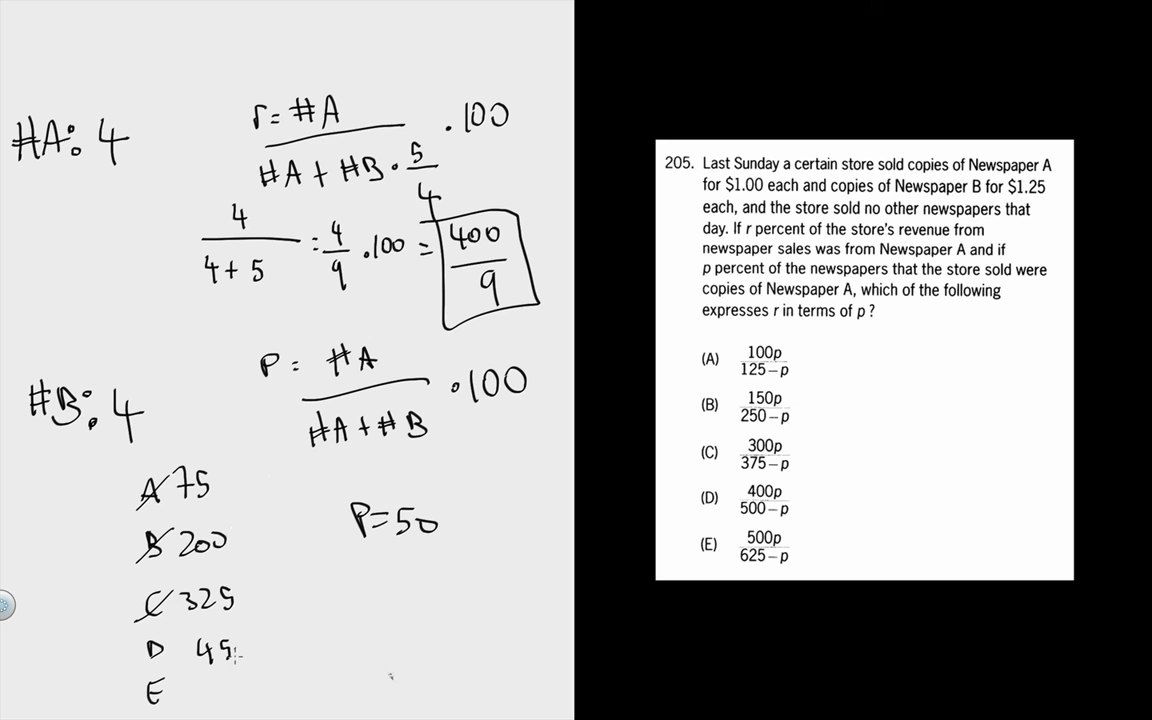 #A: 4
r = #A
#A + #B · 5/4
· 100
4
4 + 5
= 4/9 · 100 =
400
9
#B: 4
P = #A
#A + #B
· 100
P=50
A 75
B 200
C 325
D 45
E
205. Last Sunday a certain store sold copies of Newspaper A
for $1.00 each and copies of Newspaper B for $1.25
each, and the store sold no other newspapers that
day. If r percent of the store's revenue from
newspaper sales was from Newspaper A and if
p percent of the newspapers that the store sold were
copies of Newspaper A, which of the following
expresses r in terms of p ?
(A) 100p
125 – p
(B) 150p
250 – p
(C) 300p
375 – p
(D) 400p
500 – p
(E) 500p
625 – p